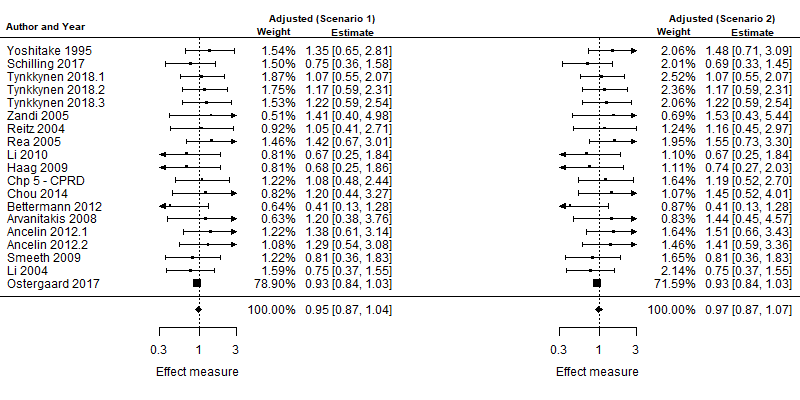 Adjusted (Scenario 1) Adjusted (Scenario 2)
Author and Year Weight Estimate Weight Estimate
Yoshitake 1995 1.54% 1.35 [0.65, 2.81] 2.06% 1.48 [0.71, 3.09]
Schilling 2017 1.50% 0.75 [0.36, 1.58] 2.01% 0.69 [0.33, 1.45]
Tynkkynen 2018.1 1.87% 1.07 [0.55, 2.07] 2.52% 1.07 [0.55, 2.07]
Tynkkynen 2018.2 1.75% 1.17 [0.59, 2.31] 2.36% 1.17 [0.59, 2.31]
Tynkkynen 2018.3 1.53% 1.22 [0.59, 2.54] 2.06% 1.22 [0.59, 2.54]
Zandi 2005 0.51% 1.41 [0.40, 4.98] 0.69% 1.53 [0.43, 5.44]
Reitz 2004 0.92% 1.05 [0.41, 2.71] 1.24% 1.16 [0.45, 2.97]
Rea 2005 1.46% 1.42 [0.67, 3.01] 1.95% 1.55 [0.73, 3.30]
Li 2010 0.81% 0.67 [0.25, 1.84] 1.10% 0.67 [0.25, 1.84]
Haag 2009 0.81% 0.68 [0.25, 1.86] 1.11% 0.74 [0.27, 2.03]
Chp 5 - CPRD 1.22% 1.08 [0.48, 2.44] 1.64% 1.19 [0.52, 2.70]
Chou 2014 0.82% 1.20 [0.44, 3.27] 1.07% 1.45 [0.52, 4.01]
Bettermann 2012 0.64% 0.41 [0.13, 1.28] 0.87% 0.41 [0.13, 1.28]
Arvanitakis 2008 0.63% 1.20 [0.38, 3.76] 0.83% 1.44 [0.45, 4.57]
Ancelin 2012.1 1.22% 1.38 [0.61, 3.14] 1.64% 1.51 [0.66, 3.43]
Ancelin 2012.2 1.08% 1.29 [0.54, 3.08] 1.46% 1.41 [0.59, 3.36]
Smeeth 2009 1.22% 0.81 [0.36, 1.83] 1.65% 0.81 [0.36, 1.83]
Li 2004 1.59% 0.75 [0.37, 1.55] 2.14% 0.75 [0.37, 1.55]
Ostergaard 2017 78.90% 0.93 [0.84, 1.03] 71.59% 0.93 [0.84, 1.03]
100.00% 0.95 [0.87, 1.04] 100.00% 0.97 [0.87, 1.07]
0.3 1 3 0.3 1 3
Effect measure Effect measure